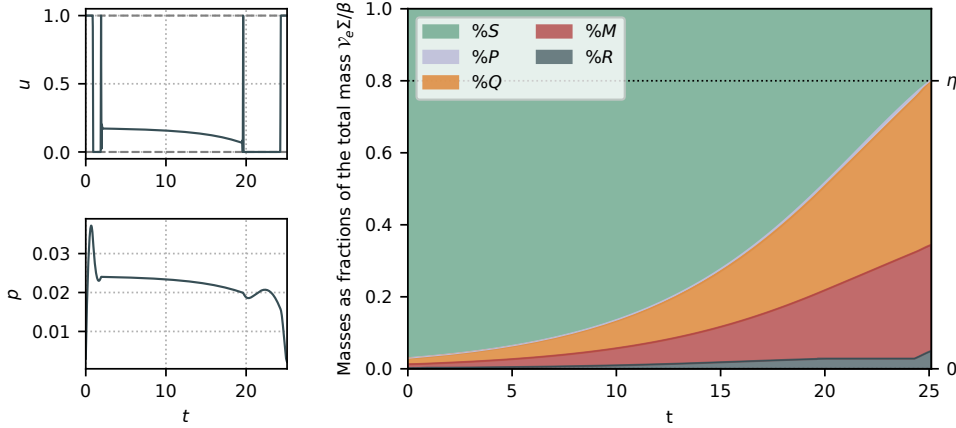 1.0
0.5
0.0
u
0
10
20
0.03
0.02
0.01
p
0
10
20
t
Masses as fractions of the total mass 𝒱ₑΣ/β
1.0
0.8
0.6
0.4
0.2
0.0
%S
%P
%Q
%M
%R
η
0
0
5
10
15
20
25
t